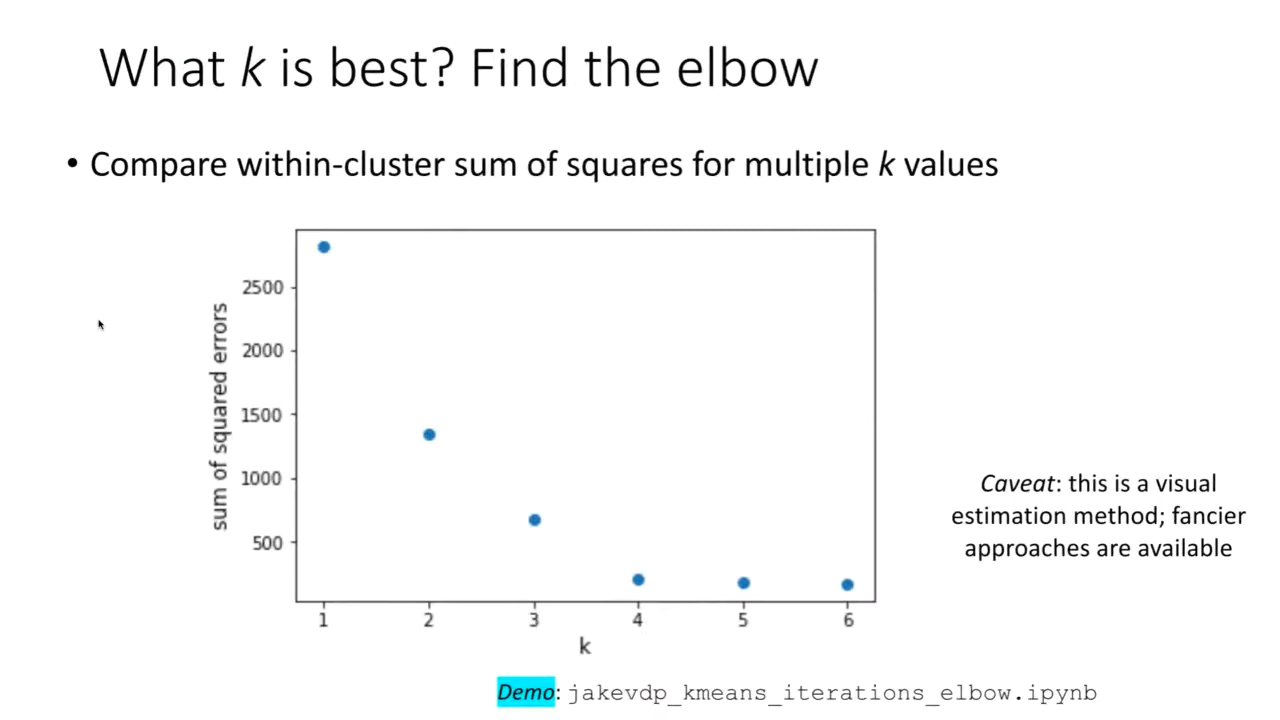 What k is best? Find the elbow
• Compare within-cluster sum of squares for multiple k values
sum of squared errors
2500
2000
1500
1000
500
1 2 3 4 5 6
k
Caveat: this is a visual
estimation method; fancier
approaches are available
Demo: jakevdp_kmeans_iterations_elbow.ipynb